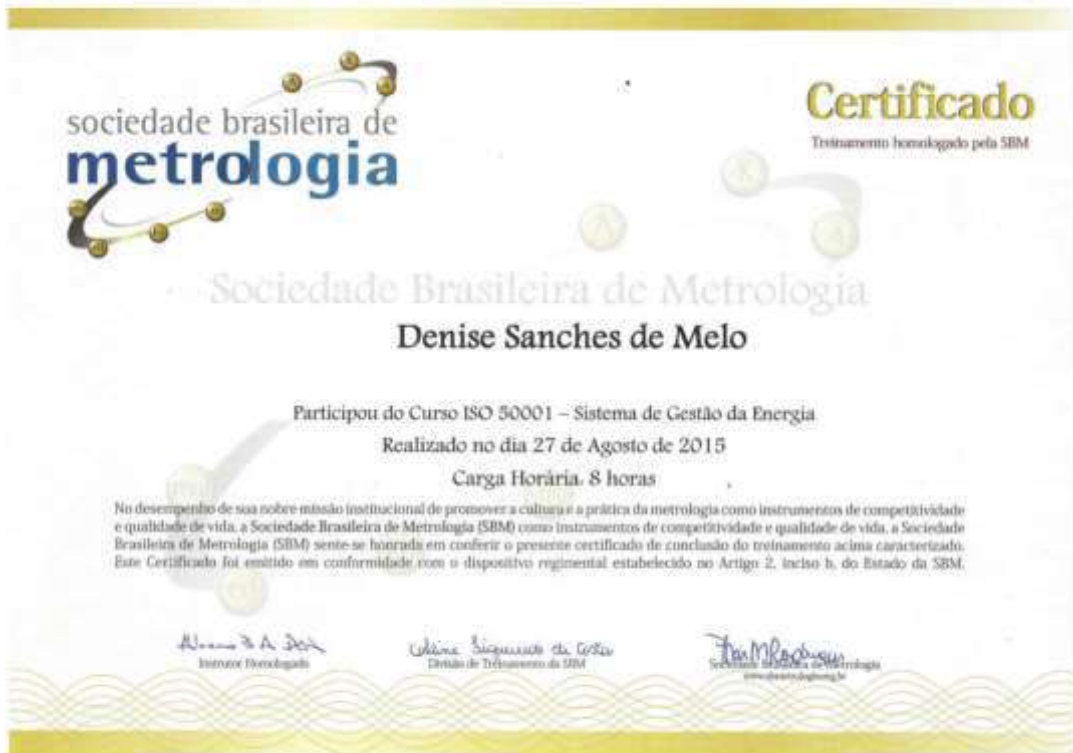 sociedade brasileira de
metrologia
Certificado
Treinamento homologado pela SBM
Sociedade Brasileira de Metrologia
Denise Sanches de Melo
Participou do Curso ISO 50001 – Sistema de Gestão da Energia
Realizado no dia 27 de Agosto de 2015
Carga Horária. 8 horas
No desempenho de sua nobre missão institucional de promover a cultura e a prática da metrologia como instrumentos de competitividade
e qualidade de vida, a Sociedade Brasileira de Metrologia (SBM) como instrumentos de competitividade e qualidade de vida, a Sociedade
Brasileira de Metrologia (SBM) sente-se honrada em conferir o presente certificado de conclusão do treinamento acima caracterizado.
Este Certificado foi emitido em conformidade com o dispositivo regimental estabelecido no Artigo 2, inciso b, do Estado da SBM.
Instrutor Homologado
Divisão de Treinamento da SBM
Sociedade Brasileira de Metrologia